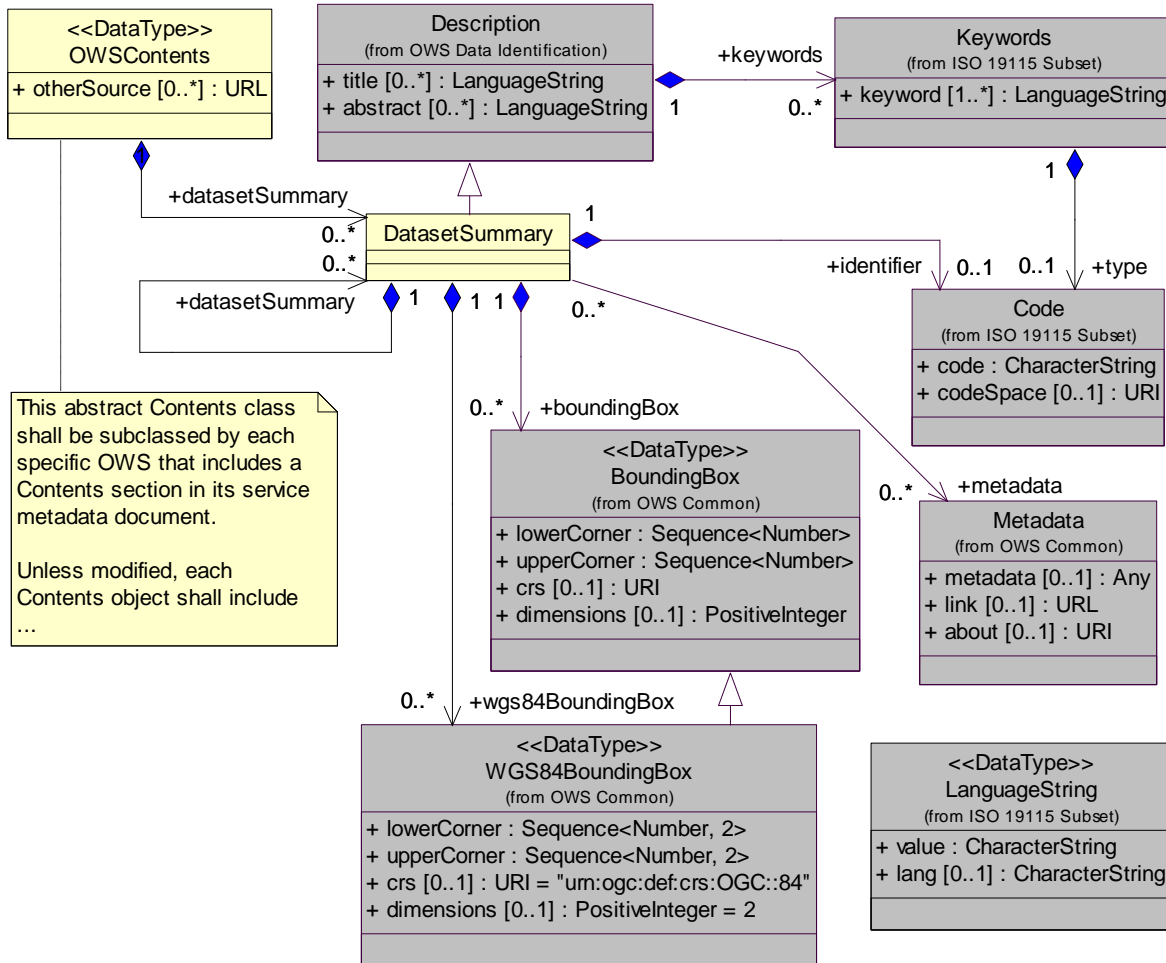 <<DataType>>
OWSContents
+ otherSource [0..*] : URL
Description
(from OWS Data Identification)
+ title [0..*] : LanguageString
+ abstract [0..*] : LanguageString
+keywords
1
0..*
Keywords
(from ISO 19115 Subset)
+ keyword [1..*] : LanguageString
1
+datasetSummary
0..*
DatasetSummary
1
+identifier
0..1
1
0..1
+type
0..*
+datasetSummary
1
1
1
0..*
Code
(from ISO 19115 Subset)
+ code : CharacterString
+ codeSpace [0..1] : URI
This abstract Contents class
shall be subclassed by each
specific OWS that includes a
Contents section in its service
metadata document.
Unless modified, each
Contents object shall include
...
0..*
+boundingBox
<<DataType>>
BoundingBox
(from OWS Common)
+ lowerCorner : Sequence<Number>
+ upperCorner : Sequence<Number>
+ crs [0..1] : URI
+ dimensions [0..1] : PositiveInteger
0..*
+metadata
Metadata
(from OWS Common)
+ metadata [0..1] : Any
+ link [0..1] : URL
+ about [0..1] : URI
0..*
+wgs84BoundingBox
<<DataType>>
WGS84BoundingBox
(from OWS Common)
+ lowerCorner : Sequence<Number, 2>
+ upperCorner : Sequence<Number, 2>
+ crs [0..1] : URI = "urn:ogc:def:crs:OGC::84"
+ dimensions [0..1] : PositiveInteger = 2
<<DataType>>
LanguageString
(from ISO 19115 Subset)
+ value : CharacterString
+ lang [0..1] : CharacterString